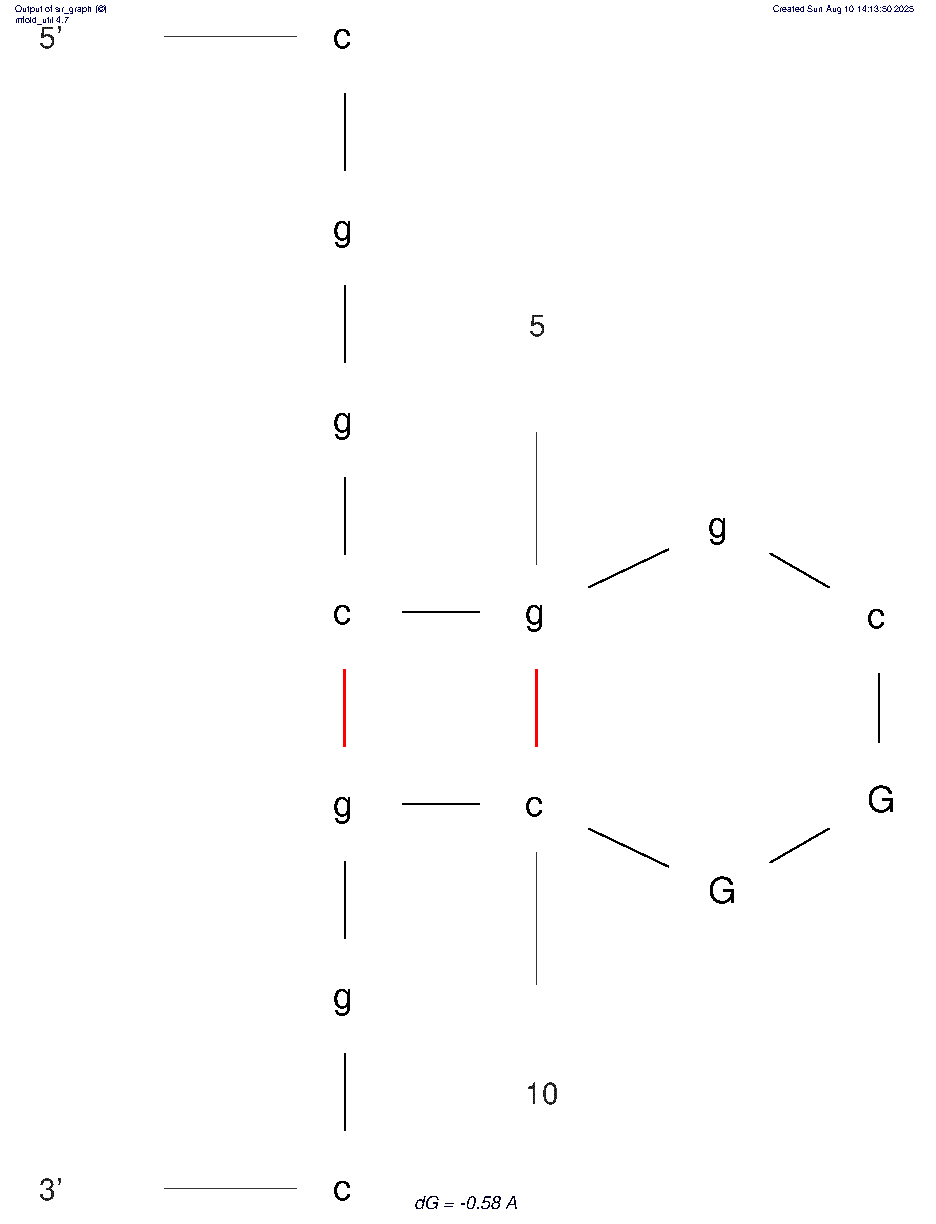 Output of sir_graph (©)
mfold_util 4.7
Created Sun Aug 10 14:13:50 2025
5' c
g
g
5
g
c g c
g c G
G
g
10
3' c
dG = -0.58 A